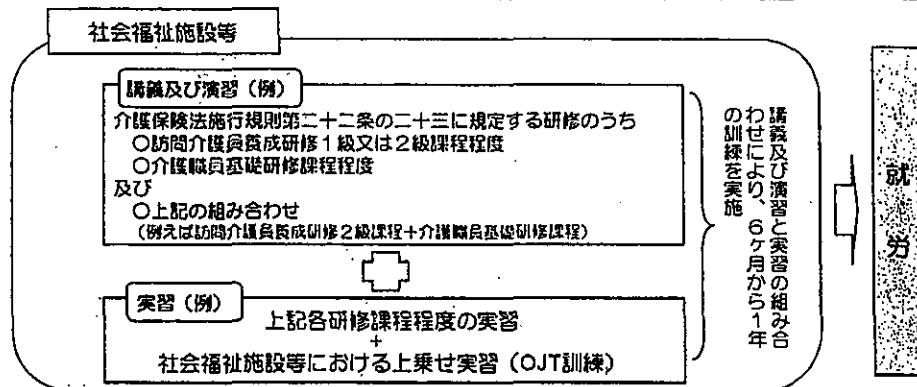 社会福祉施設等
講義及び演習（例）
介護保険法施行規則第二十二条の二十三に規定する研修のうち
○訪問介護員養成研修１級又は２級課程程度
○介護職員基礎研修課程程度
及び
○上記の組み合わせ
（例えば訪問介護員養成研修２級課程＋介護職員基礎研修課程）
実習（例）
上記各研修課程程度の実習
＋
社会福祉施設等における上乗せ実習（OJT訓練）
講義及び演習と実習の組み合
わせにより、６ヶ月から１年
の訓練を実施
就労